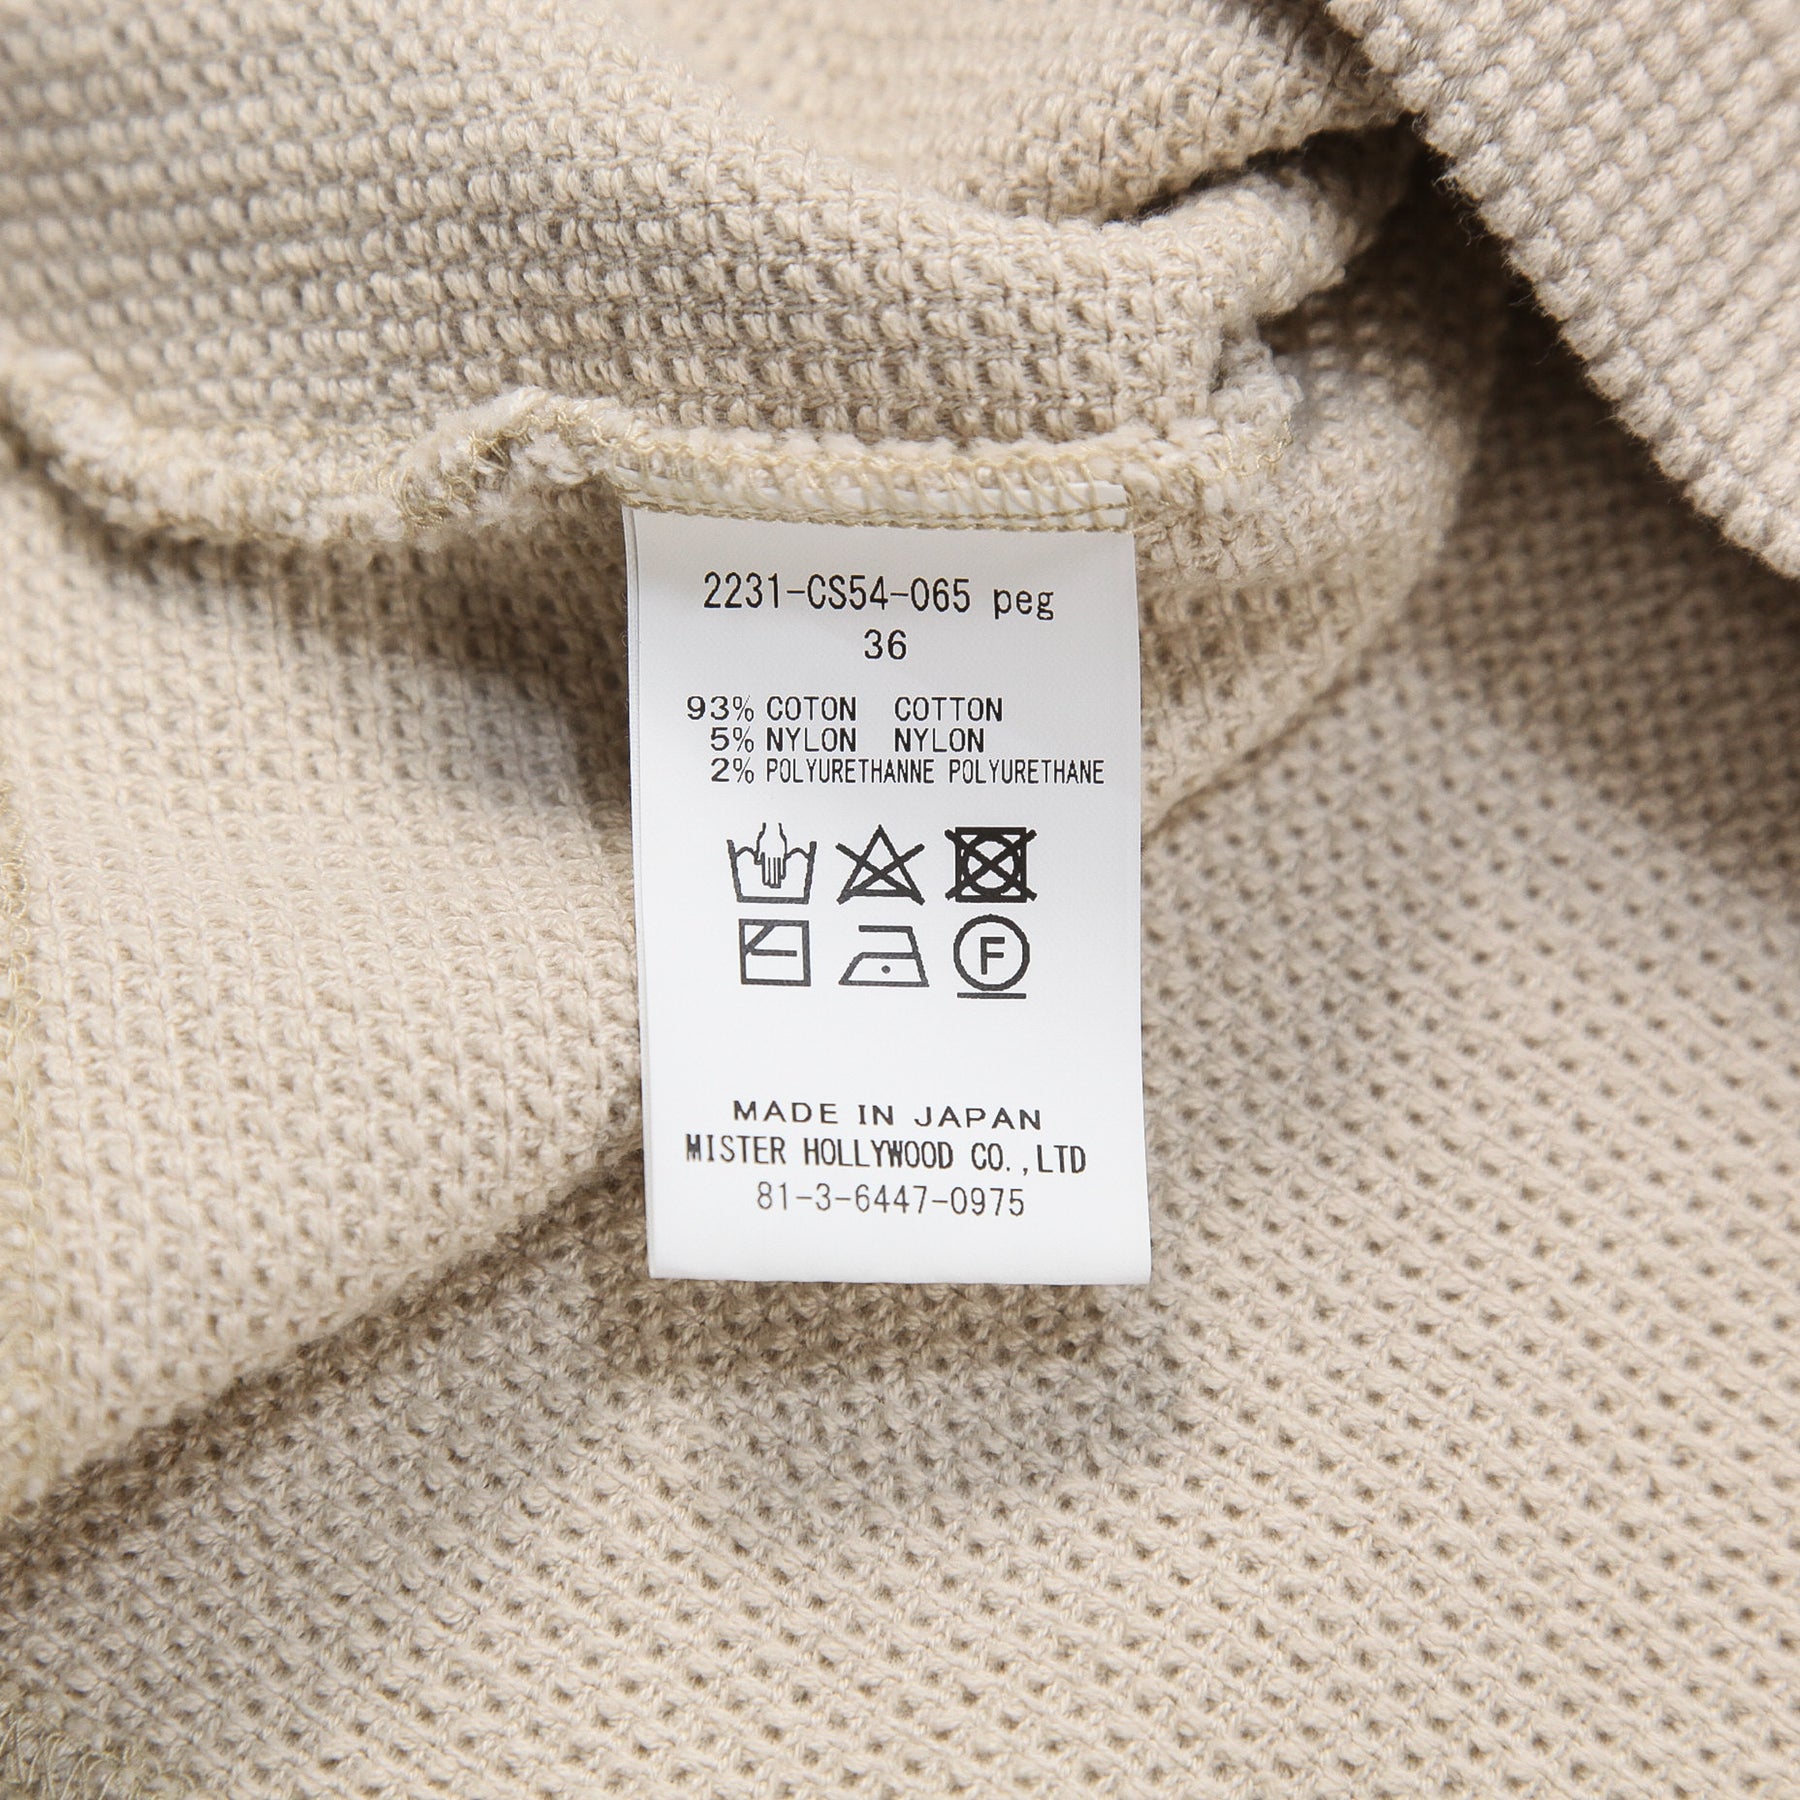 2231-CS54-065 peg
36
93% COTON COTTON
5% NYLON NYLON
2% POLYURETHANNE POLYURETHANE
F
MADE IN JAPAN
MISTER HOLLYWOOD CO.,LTD
81-3-6447-0975